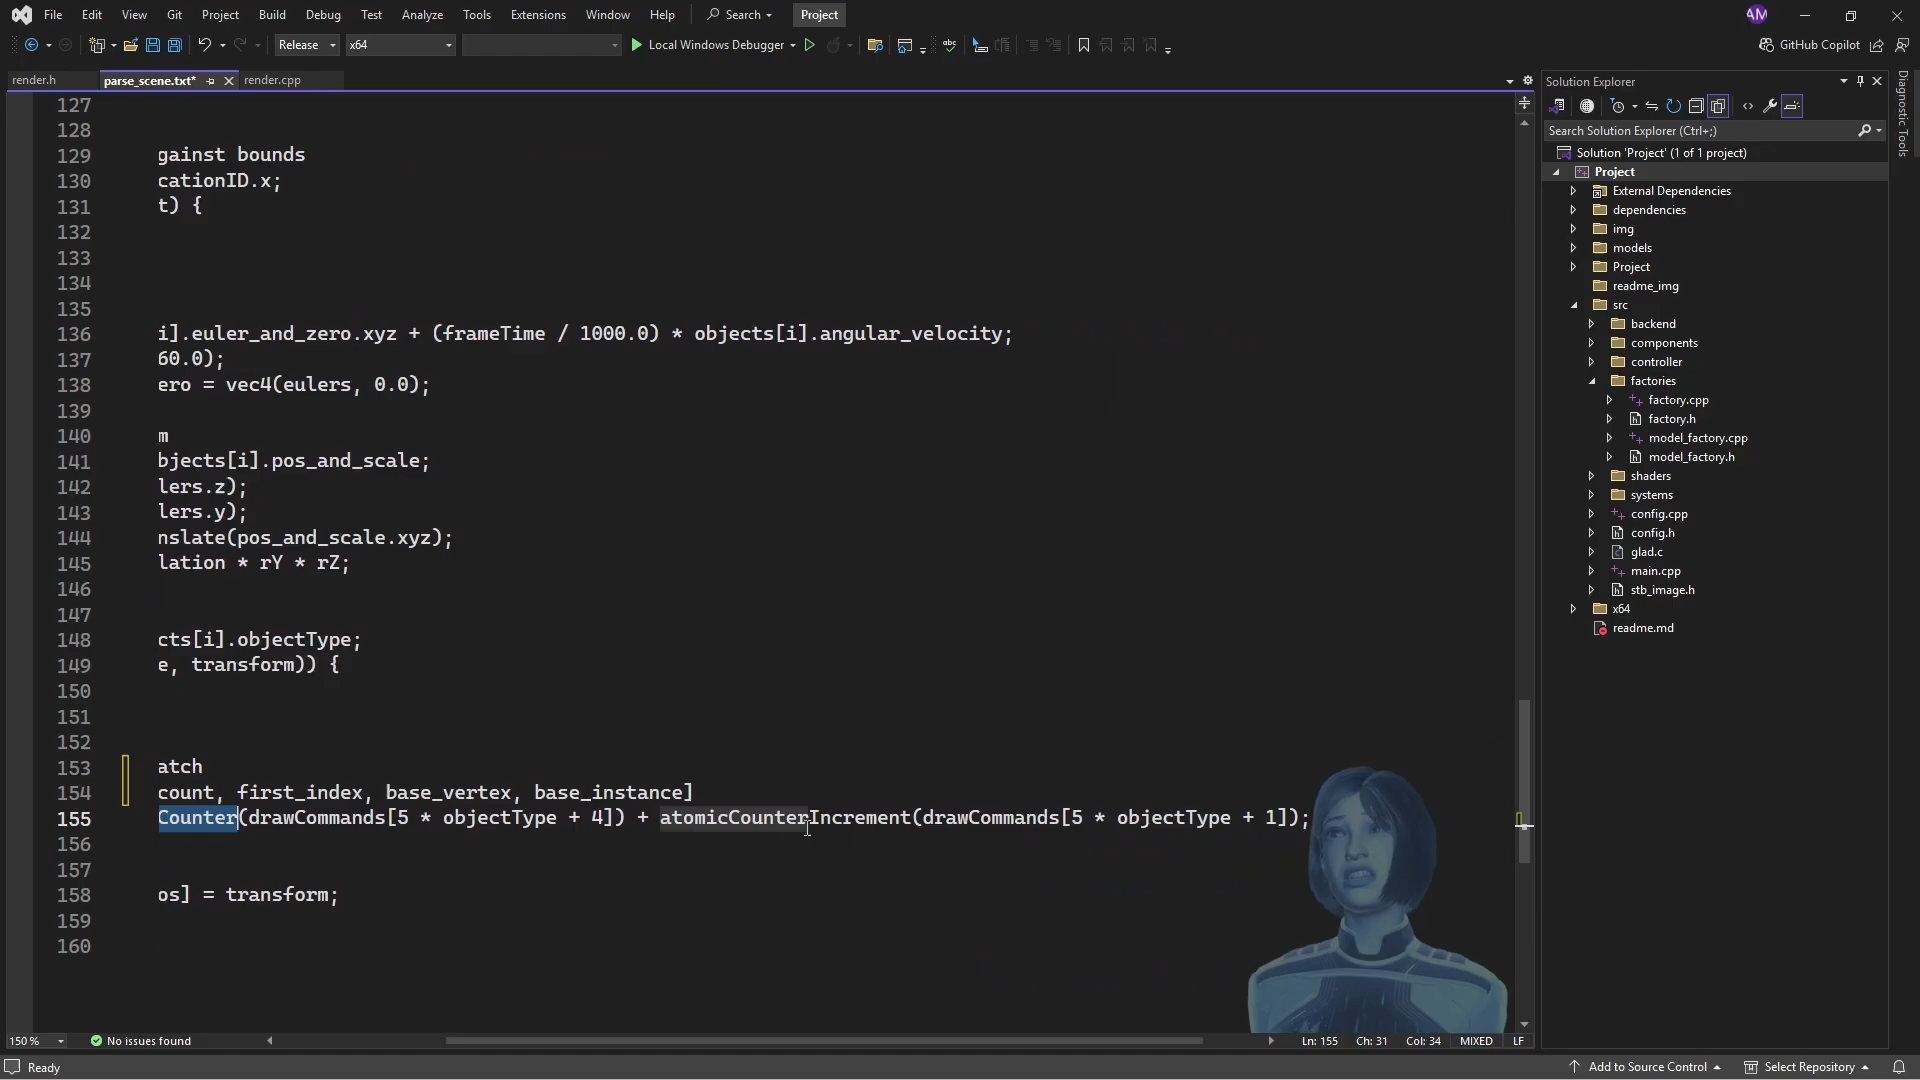 File Edit View Git Project Build Debug Test Analyze Tools Extensions Window Help Search Project AM
Release x64 Local Windows Debugger GitHub Copilot
render.h parse_scene.txt* render.cpp
127
128
129 gainst bounds
130 cationID.x;
131 t) {
132
133
134
135
136 i].euler_and_zero.xyz + (frameTime / 1000.0) * objects[i].angular_velocity;
137 60.0);
138 ero = vec4(eulers, 0.0);
139
140 m
141 bjects[i].pos_and_scale;
142 lers.z);
143 lers.y);
144 nslate(pos_and_scale.xyz);
145 lation * rY * rZ;
146
147
148 cts[i].objectType;
149 e, transform)) {
150
151
152
153 atch
154 count, first_index, base_vertex, base_instance]
155 Counter(drawCommands[5 * objectType + 4]) + atomicCounterIncrement(drawCommands[5 * objectType + 1]);
156
157
158 os] = transform;
159
160
150 % No issues found Ln: 155 Ch: 31 Col: 34 MIXED LF
Ready Add to Source Control Select Repository
Solution Explorer
Search Solution Explorer (Ctrl+;)
Solution 'Project' (1 of 1 project)
Project
External Dependencies
dependencies
img
models
Project
readme_img
src
backend
components
controller
factories
factory.cpp
factory.h
model_factory.cpp
model_factory.h
shaders
systems
config.cpp
config.h
glad.c
main.cpp
stb_image.h
x64
readme.md
Diagnostic Tools